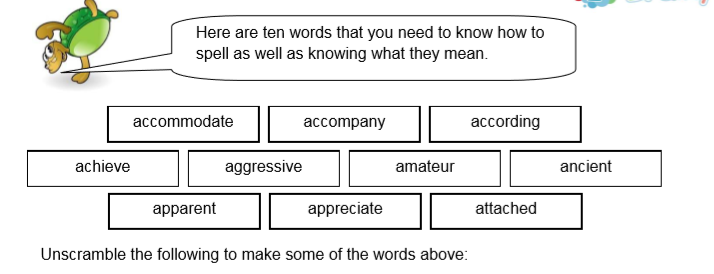 Here are ten words that you need to know how to
spell as well as knowing what they mean.
accommodate accompany according
achieve aggressive amateur ancient
apparent appreciate attached
Unscramble the following to make some of the words above: